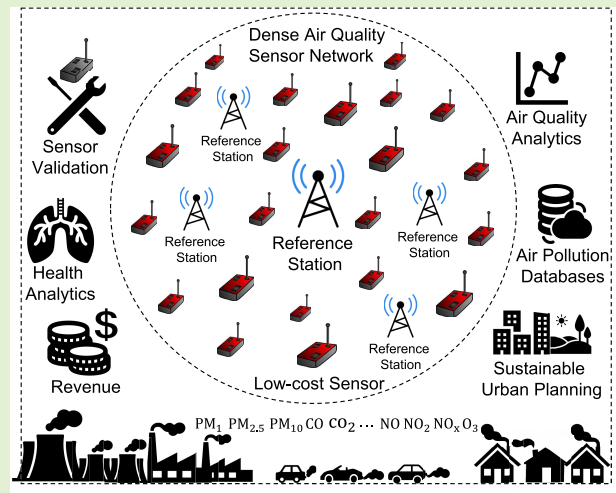 Dense Air Quality
Sensor Network
Reference
Station
Sensor
Validation
Air Quality
Analytics
Reference
Station
Reference
Station
Reference
Station
Health
Analytics
Air Pollution
Databases
Reference
Station
$
Revenue
Low-cost Sensor
Sustainable
Urban Planning
PM₁ PM₂.₅ PM₁₀ CO CO₂ ... NO NO₂ NOₓ O₃